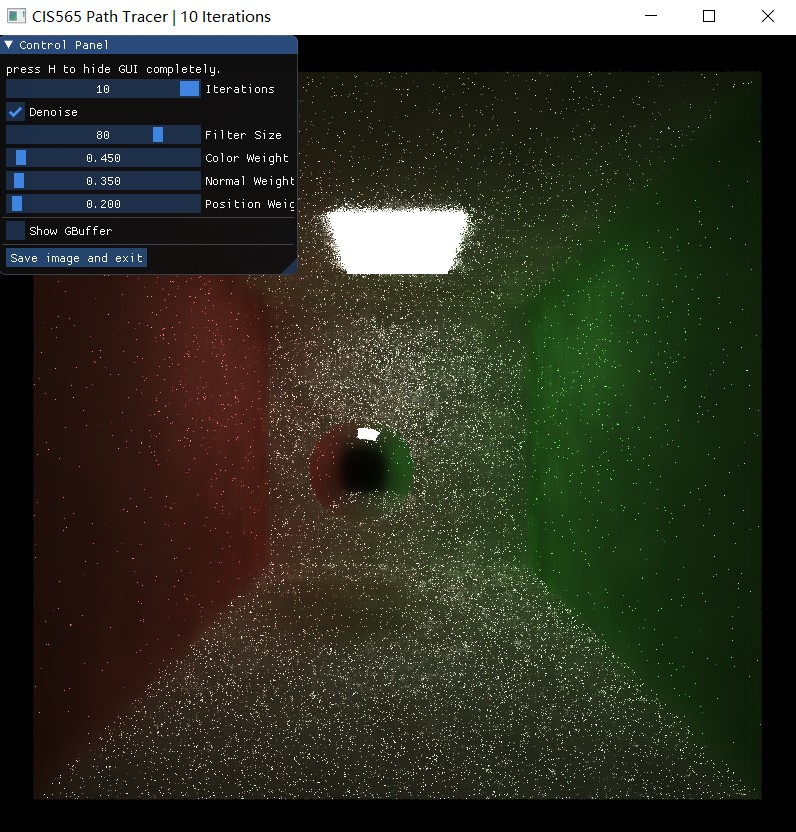 CIS565 Path Tracer | 10 Iterations
Control Panel
press H to hide GUI completely.
10 Iterations
Denoise
80 Filter Size
0.450 Color Weight
0.350 Normal Weight
0.200 Position Weig
Show GBuffer
Save image and exit